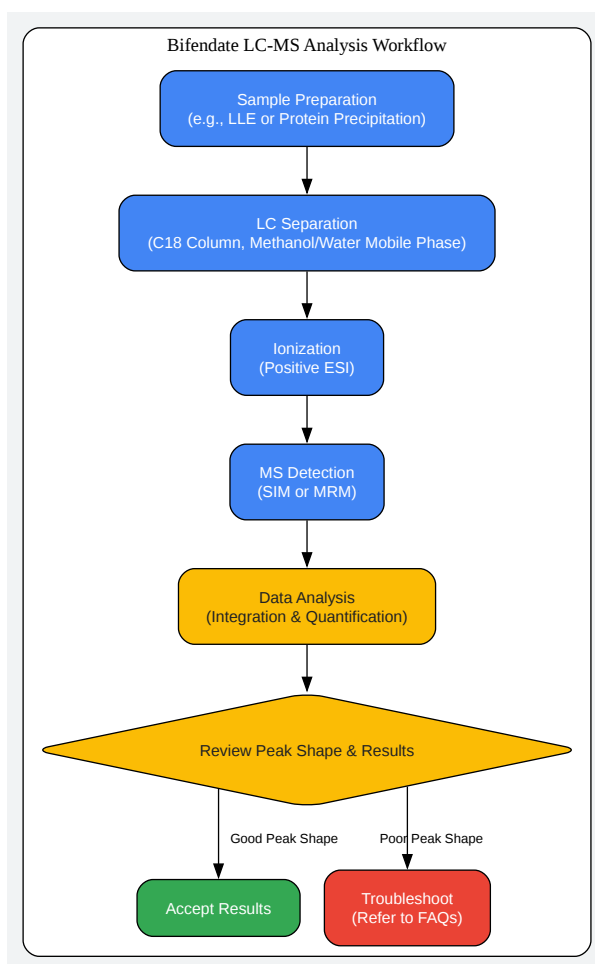 Bifendate LC-MS Analysis Workflow
Sample Preparation
(e.g., LLE or Protein Precipitation)
LC Separation
(C18 Column, Methanol/Water Mobile Phase)
Ionization
(Positive ESI)
MS Detection
(SIM or MRM)
Data Analysis
(Integration & Quantification)
Review Peak Shape & Results
Good Peak Shape
Poor Peak Shape
Accept Results
Troubleshoot
(Refer to FAQs)